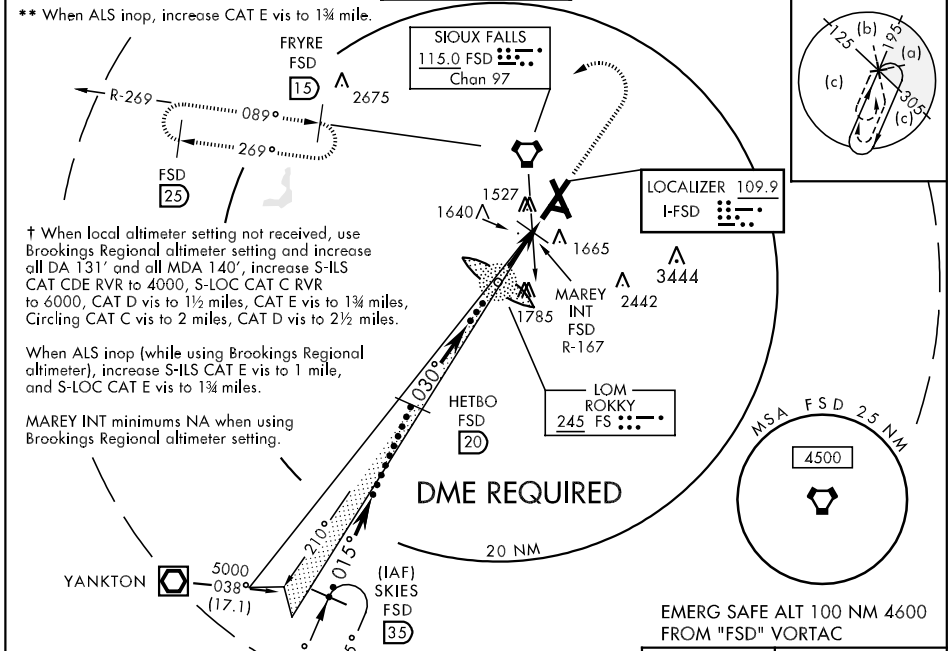 ** When ALS inop, increase CAT E vis to 1¾ mile.
FRYRE
FSD
15
2675
SIOUX FALLS
115.0 FSD
Chan 97
(b)
125
195
(a)
(c)
305
(c)
R-269
089°
269°
FSD
25
1527
1640
LOCALIZER 109.9
I-FSD
† When local altimeter setting not received, use
Brookings Regional altimeter setting and increase
all DA 131' and all MDA 140', increase S-ILS
CAT CDE RVR to 4000, S-LOC CAT C RVR
to 6000, CAT D vis to 1½ miles, CAT E vis to 1¾ miles,
Circling CAT C vis to 2 miles, CAT D vis to 2½ miles.
1665
3444
2442
1785
MAREY
INT
FSD
R-167
When ALS inop (while using Brookings Regional
altimeter), increase S-ILS CAT E vis to 1 mile,
and S-LOC CAT E vis to 1¾ miles.
030°
LOM
ROKKY
245 FS
HETBO
FSD
20
MAREY INT minimums NA when using
Brookings Regional altimeter setting.
MSA FSD 25 NM
4500
DME REQUIRED
210°
015°
20 NM
YANKTON
5000
038°
(17.1)
(IAF)
SKIES
FSD
35
EMERG SAFE ALT 100 NM 4600
FROM "FSD" VORTAC